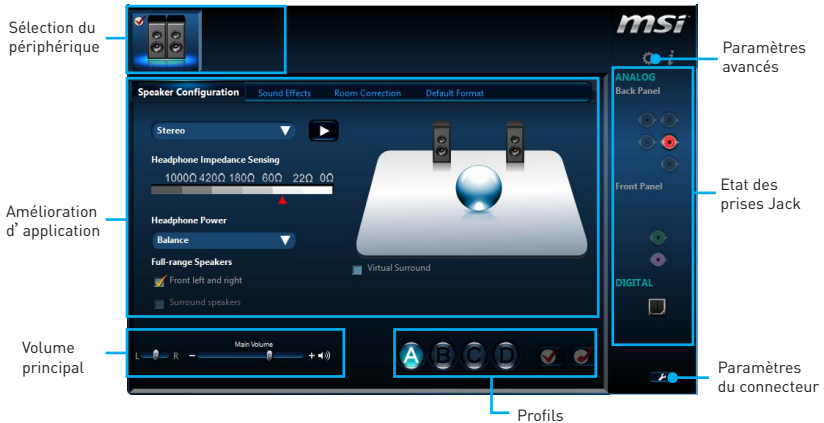 Sélection du
périphérique
msi
Paramètres
avancés
ANALOG
Back Panel
Speaker Configuration
Sound Effects
Room Correction
Default Format
Stereo
Headphone Impedance Sensing
1000Ω 420Ω 180Ω 60Ω 22Ω 0Ω
Front Panel
Etat des
prises Jack
Amélioration
d'application
Headphone Power
Balance
Full-range Speakers
Front left and right
Surround speakers
Virtual Surround
DIGITAL
Volume
principal
Main Volume
L
R
A
B
C
D
Paramètres
du connecteur
Profils